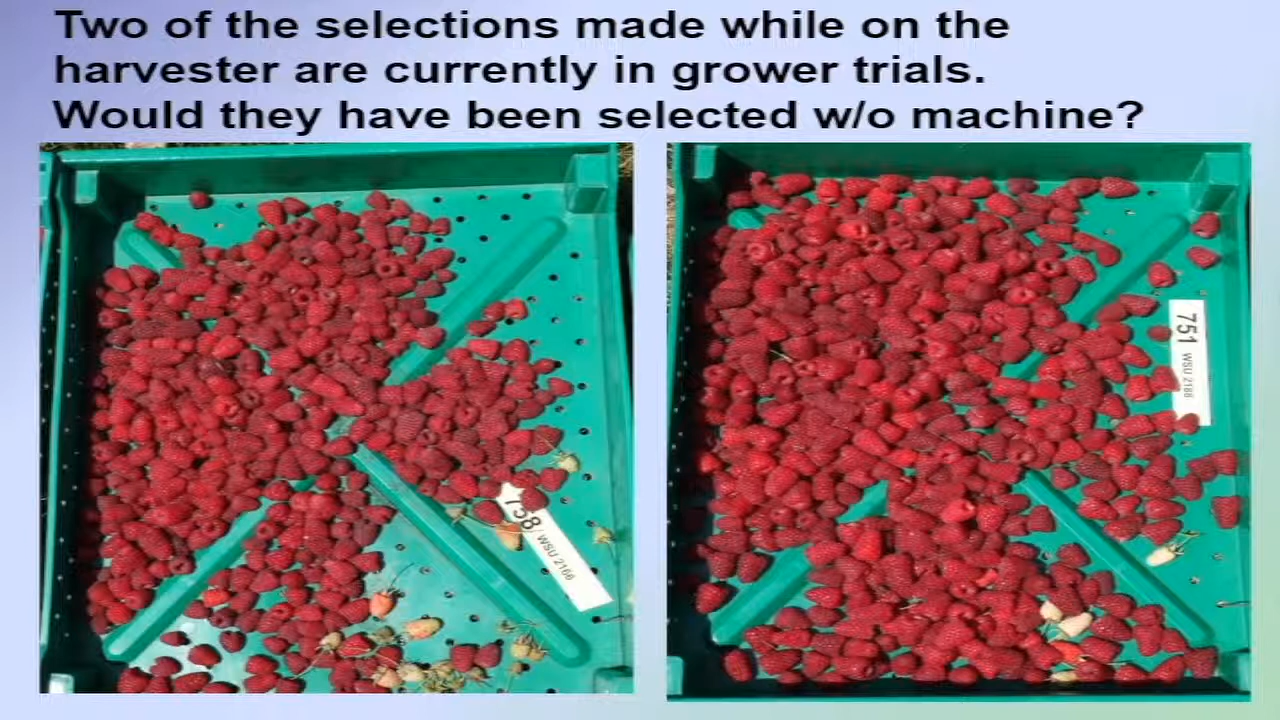 Two of the selections made while on the
harvester are currently in grower trials.
Would they have been selected w/o machine?
758/ WSU 2166
751 WSU 2188